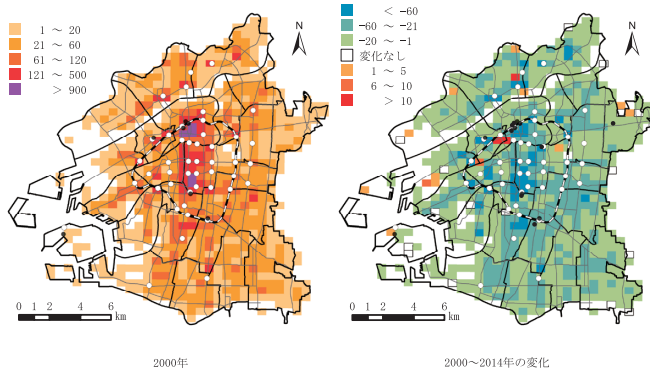 1 ～ 20
21 ～ 60
61 ～ 120
121 ～ 500
＞ 900
N
0 1 2 4 6
km
2000年
＜ -60
-60 ～ -21
-20 ～ -1
変化なし
1 ～ 5
6 ～ 10
＞ 10
N
0 1 2 4 6
km
2000～2014年の変化